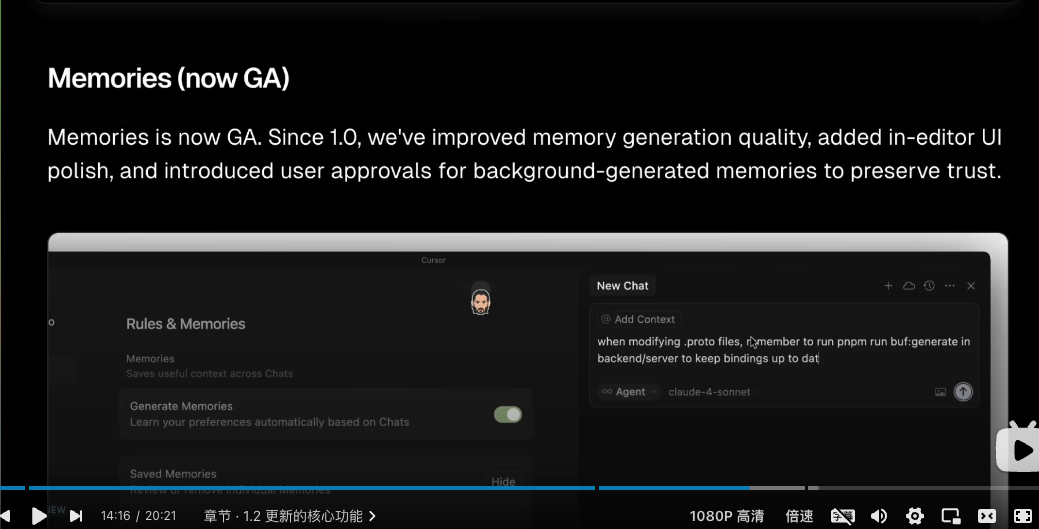 Memories (now GA)
Memories is now GA. Since 1.0, we've improved memory generation quality, added in-editor UI
polish, and introduced user approvals for background-generated memories to preserve trust.
Cursor
New Chat
Rules & Memories
@ Add Context
when modifying .proto files, remember to run pnpm run buf:generate in
backend/server to keep bindings up to dat
Memories
Saves useful context across Chats
∞ Agent
claude-4-sonnet
Generate Memories
Learn your preferences automatically based on Chats
Saved Memories
Review or remove individual Memories
Hide
14:16 / 20:21
章节 · 1.2 更新的核心功能
1080P 高清
倍速